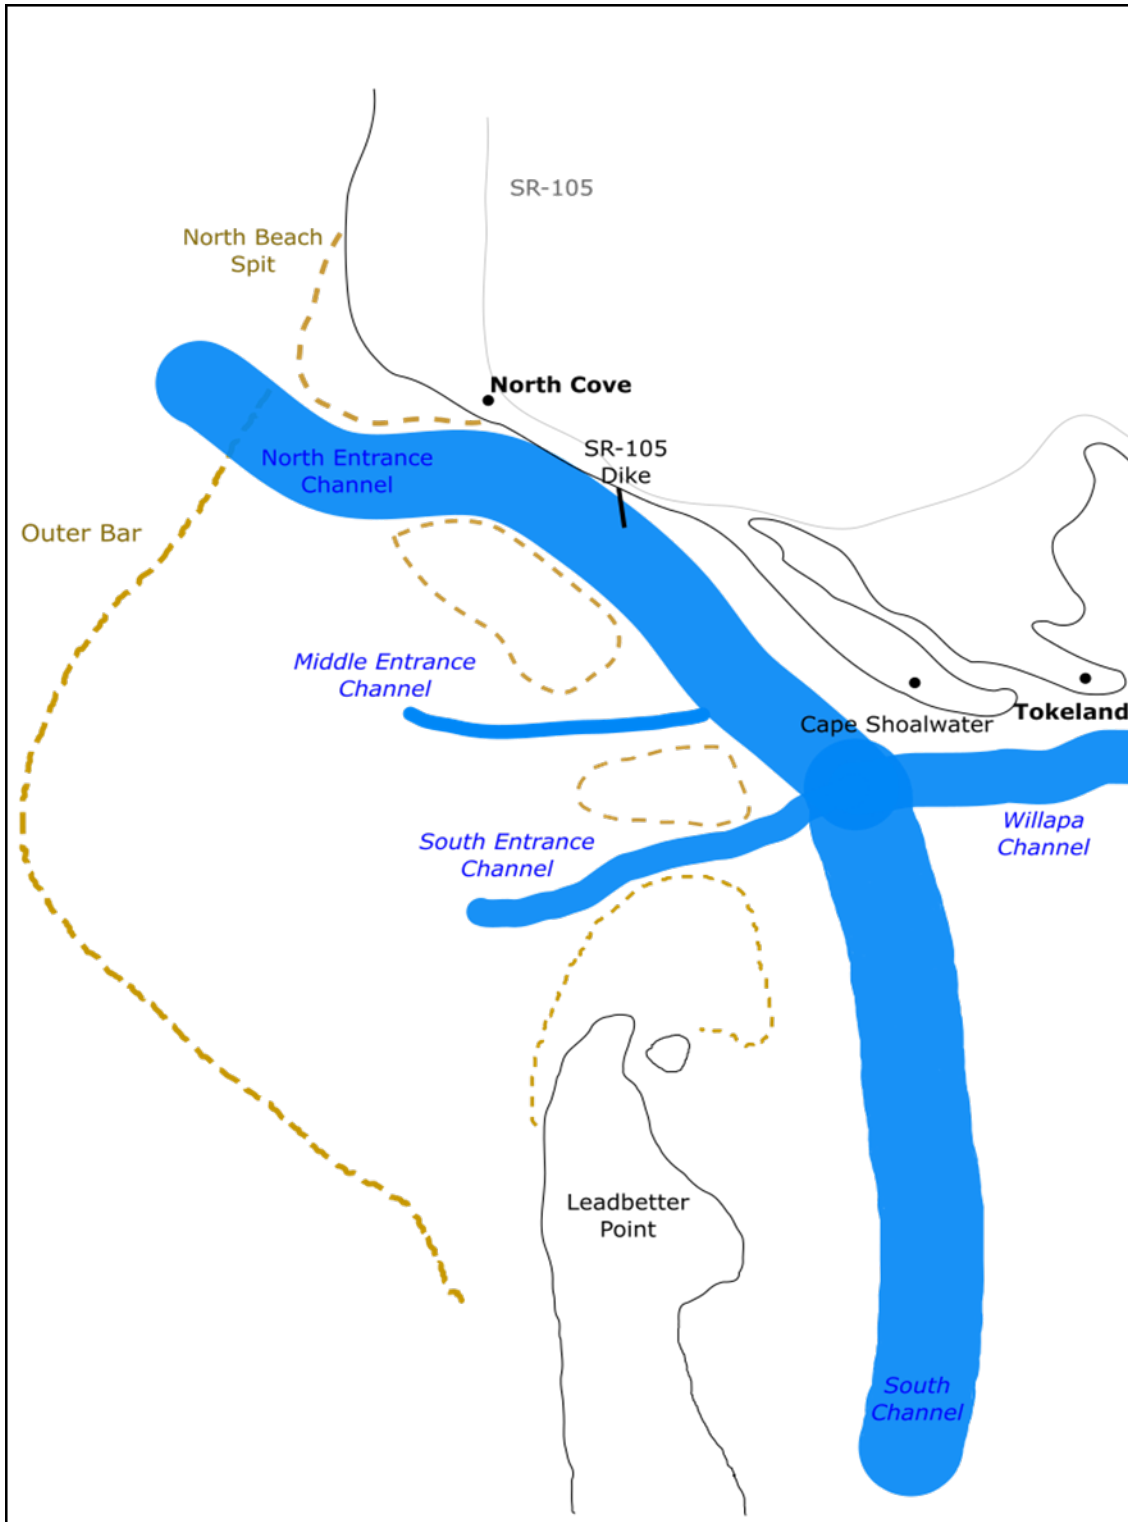 SR-105
North Beach
Spit
North Cove
SR-105
Dike
North Entrance
Channel
Outer Bar
Middle Entrance
Channel
Cape Shoalwater
Tokeland
Willapa
Channel
South Entrance
Channel
Leadbetter
Point
South
Channel